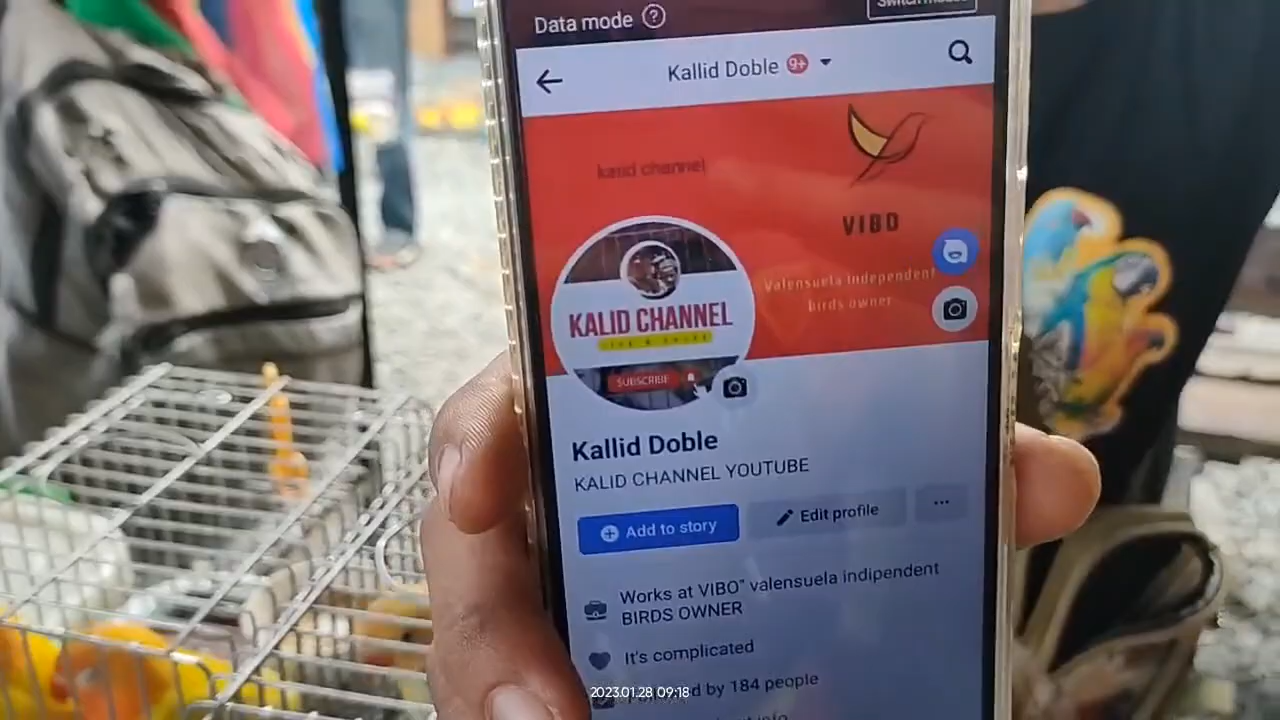 Data mode
Kallid Doble 9+
kalid channel
VIBO
Valensuela independent
birds owner
KALID CHANNEL
SUBSCRIBE
Kallid Doble
KALID CHANNEL YOUTUBE
Add to story
Edit profile
Works at VIBO" valensuela indipendent
BIRDS OWNER
It's complicated
d by 184 people
2023.01.28 09:18